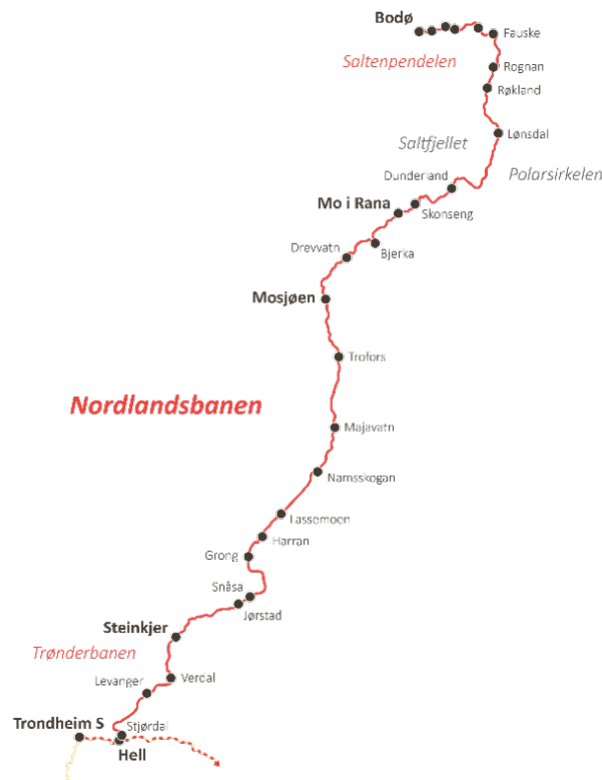 Bodø
Fauske
Saltenpendelen
Rognan
Røkland
Lønsdal
Saltfjellet
Dunderland
Polarsirkelen
Mo i Rana
Skonseng
Drevvatn
Bjerka
Mosjøen
Trofors
Nordlandsbanen
Majavatn
Namsskogan
Lassemoen
Harran
Grong
Snåsa
Jørstad
Steinkjer
Trønderbanen
Verdal
Levanger
Trondheim S
Stjørdal
Hell